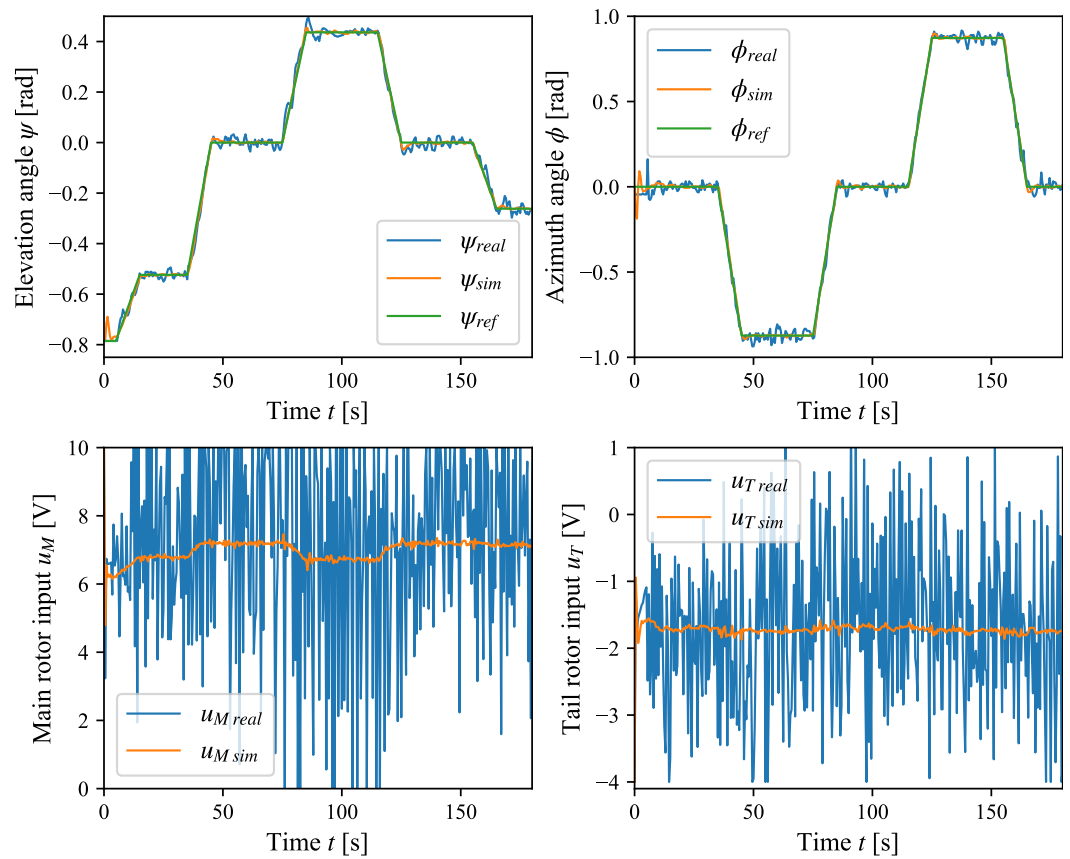 0.4
0.2
0.0
−0.2
−0.4
−0.6
−0.8
Elevation angle ψ [rad]
ψreal
ψsim
ψref
0
50
100
150
Time t [s]
1.0
0.5
0.0
−0.5
−1.0
Azimuth angle ϕ [rad]
ϕreal
ϕsim
ϕref
0
50
100
150
Time t [s]
10
8
6
4
2
0
Main rotor input uM [V]
uM real
uM sim
0
50
100
150
Time t [s]
1
0
−1
−2
−3
−4
Tail rotor input uT [V]
uT real
uT sim
0
50
100
150
Time t [s]